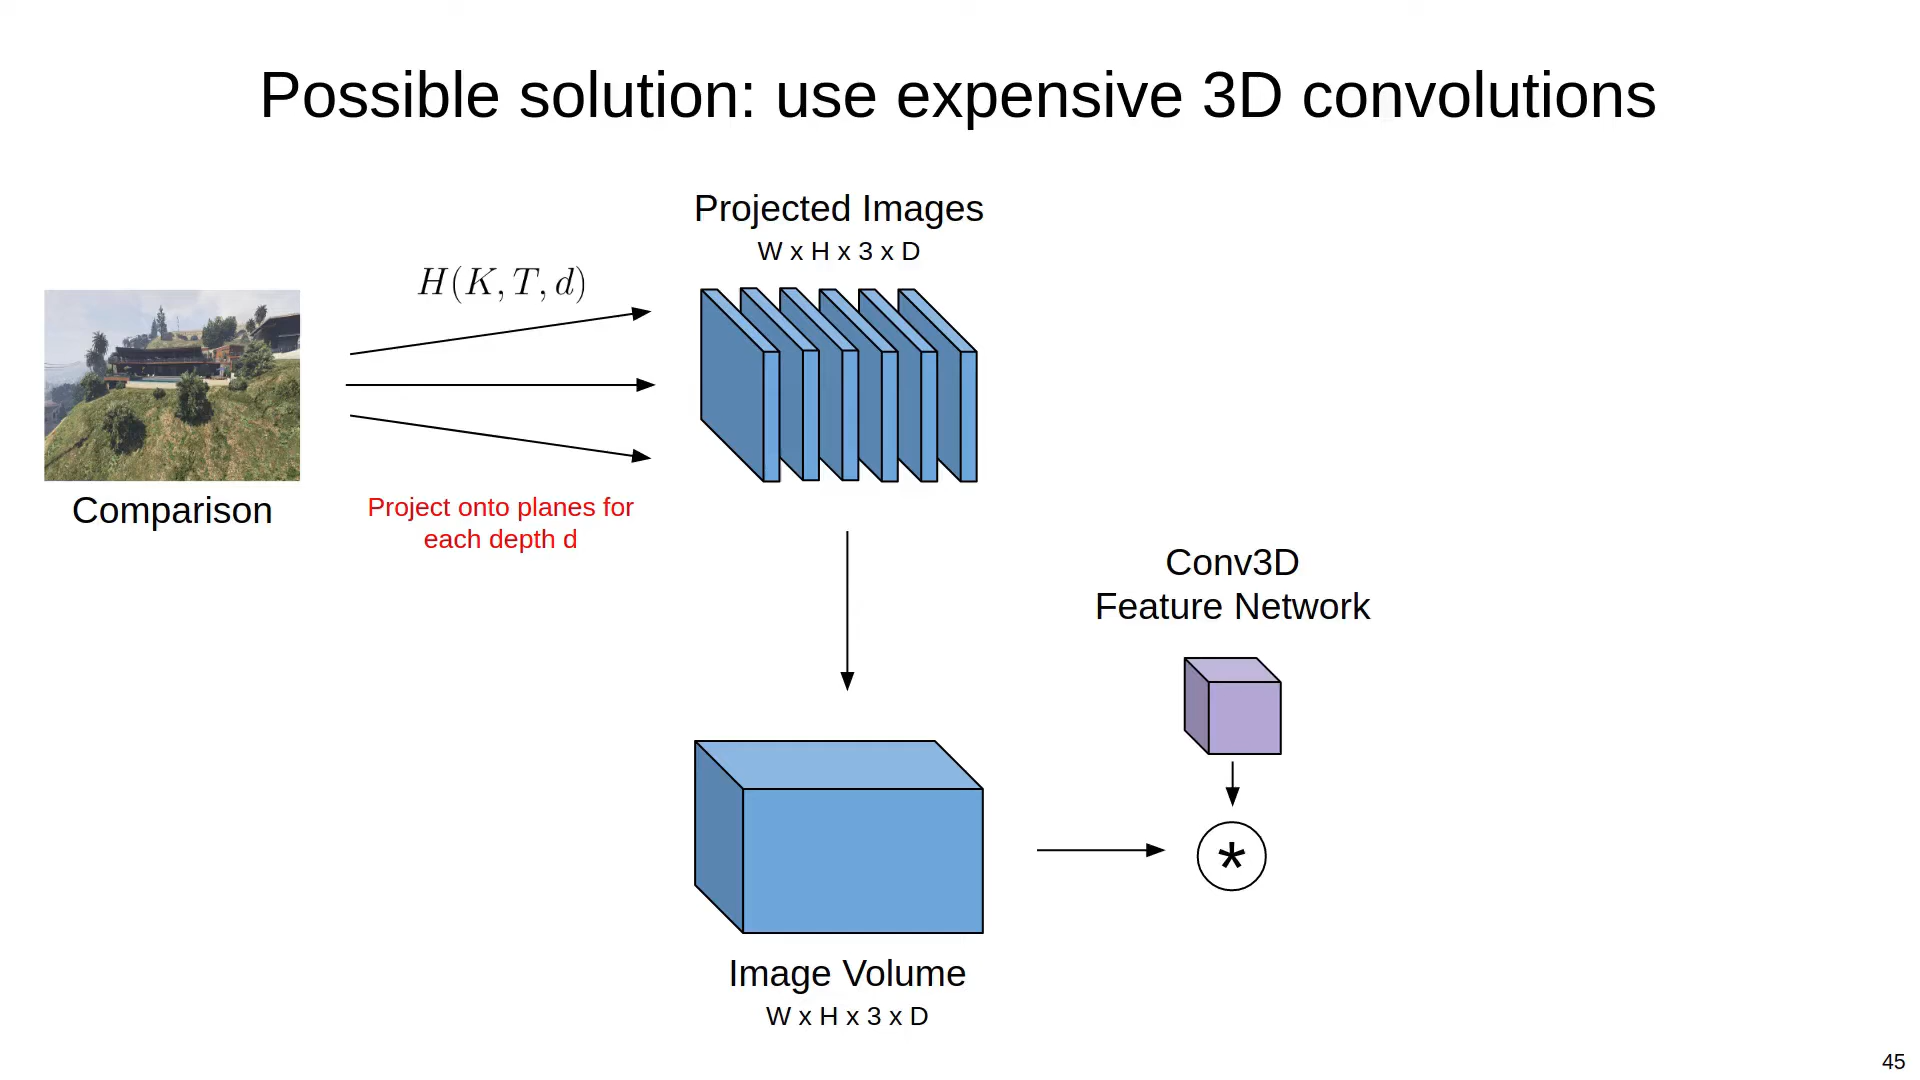 Possible solution: use expensive 3D convolutions
Projected Images
W x H x 3 x D
H(K, T, d)
Comparison
Project onto planes for
each depth d
Conv3D
Feature Network
*
Image Volume
W x H x 3 x D
45